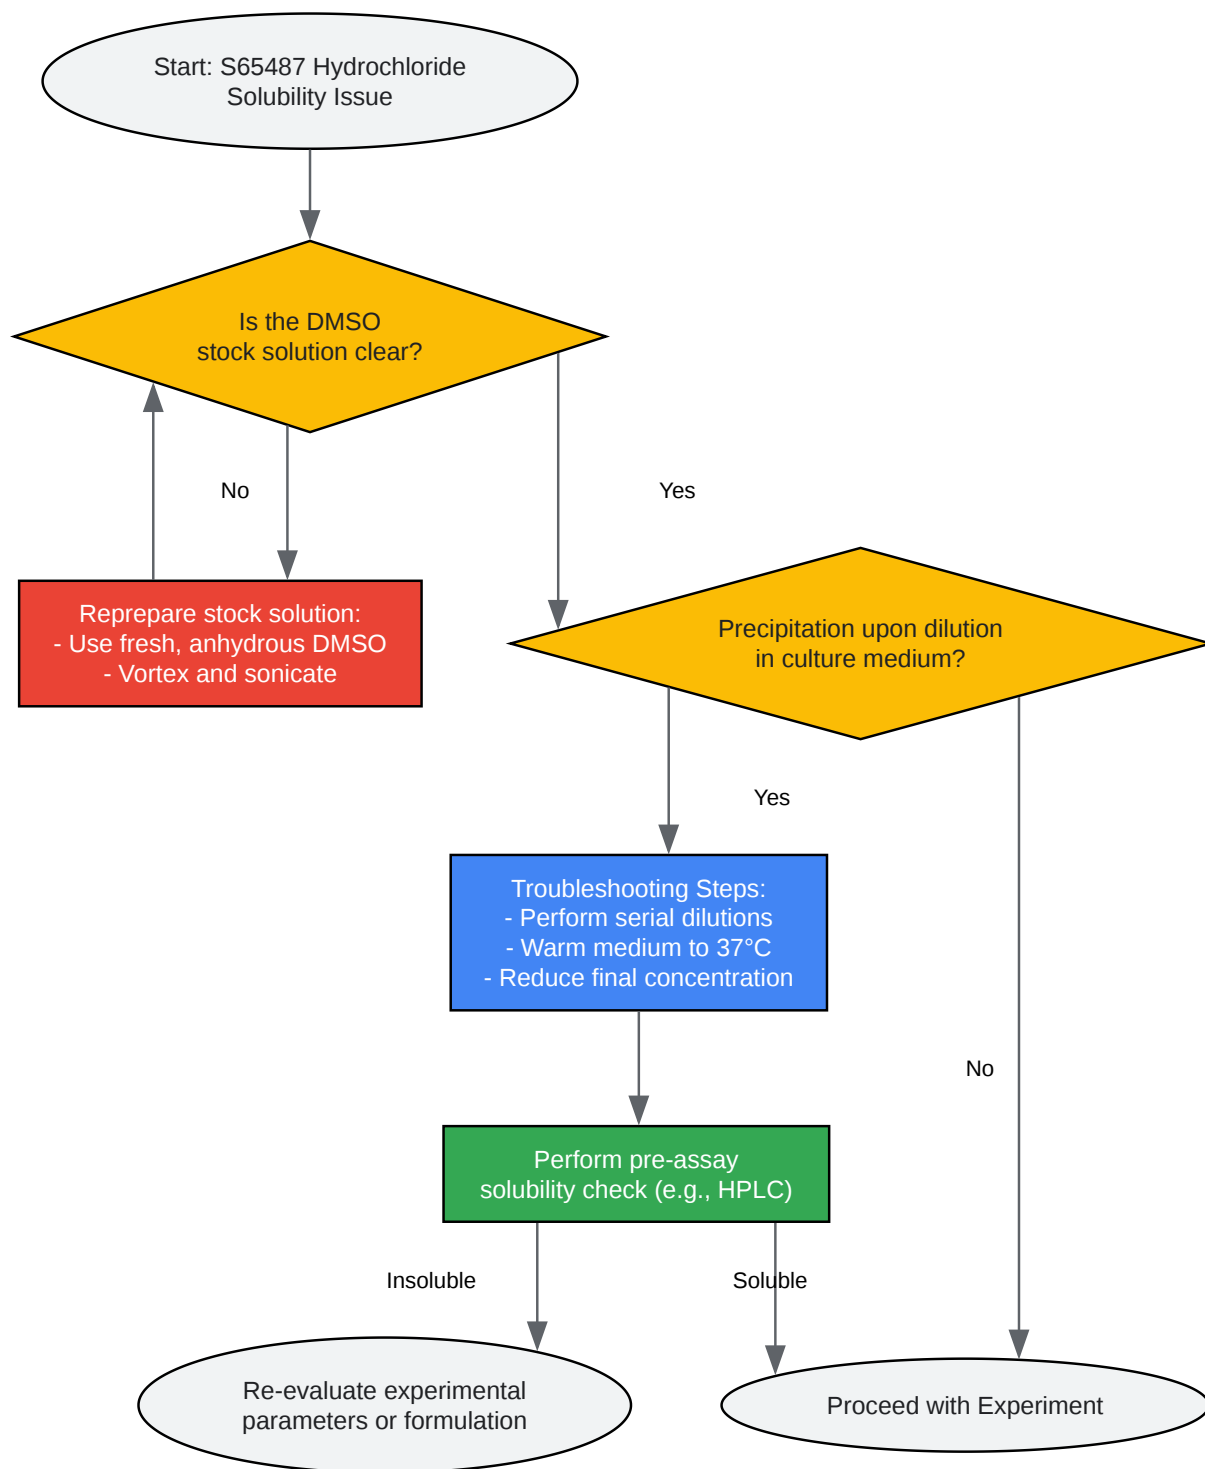 Start: S65487 Hydrochloride
Solubility Issue
Is the DMSO
stock solution clear?
No
Yes
Reprepare stock solution:
- Use fresh, anhydrous DMSO
- Vortex and sonicate
Precipitation upon dilution
in culture medium?
Yes
Troubleshooting Steps:
- Perform serial dilutions
- Warm medium to 37°C
- Reduce final concentration
No
Perform pre-assay
solubility check (e.g., HPLC)
Insoluble
Soluble
Re-evaluate experimental
parameters or formulation
Proceed with Experiment